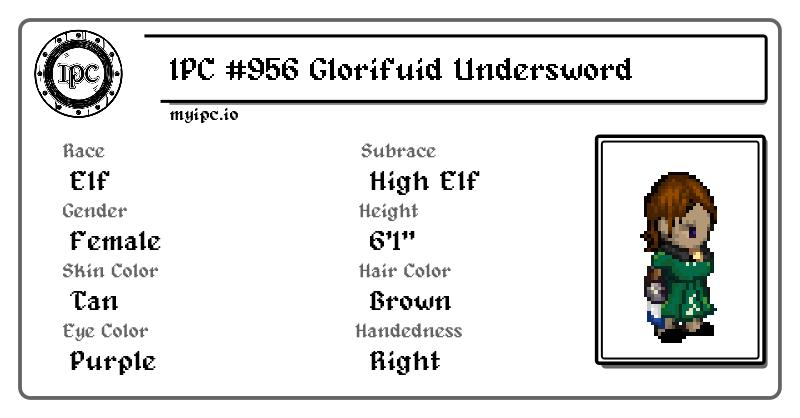 IPC
IPC #956 Glorifuid Undersword
myipc.io
Race
Subrace
Elf
High Elf
Gender
Height
Female
6'1"
Skin Color
Hair Color
Tan
Brown
Eye Color
Handedness
Purple
Right